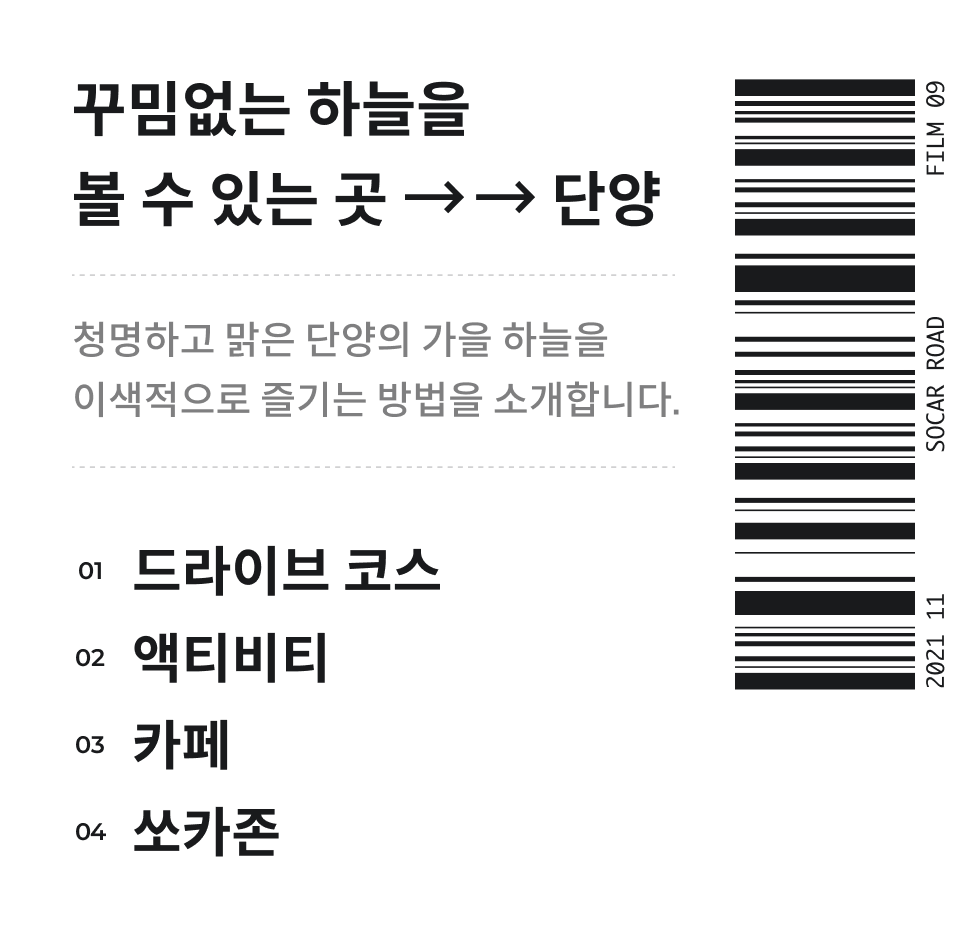 꾸밈없는 하늘을
볼 수 있는 곳 →→ 단양
청명하고 맑은 단양의 가을 하늘을
이색적으로 즐기는 방법을 소개합니다.
01 드라이브 코스
02 액티비티
03 카페
04 쏘카존
FILM 09
SOCAR ROAD
2021 11